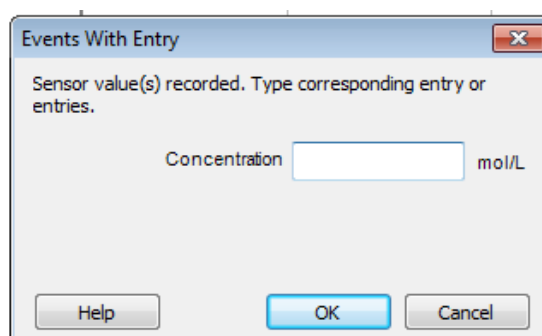 Events With Entry
Sensor value(s) recorded. Type corresponding entry or
entries.
Concentration mol/L
Help OK Cancel